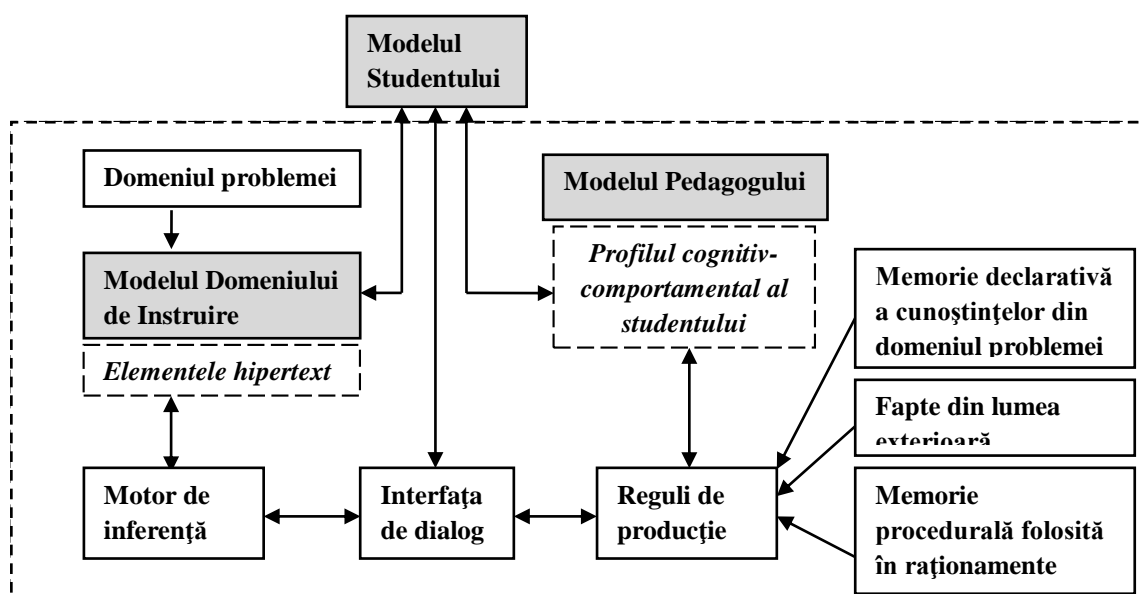 Modelul
Studentului
Domeniul problemei
Modelul Pedagogului
Modelul Domeniului
de Instruire
Profilul cognitiv-
comportamental al
studentului
Elementele hipertext
Memorie declarativă
a cunoştinţelor din
domeniul problemei
Fapte din lumea
exterioară
Motor de
inferenţă
Interfaţa
de dialog
Reguli de
producţie
Memorie
procedurală folosită
în raţionamente